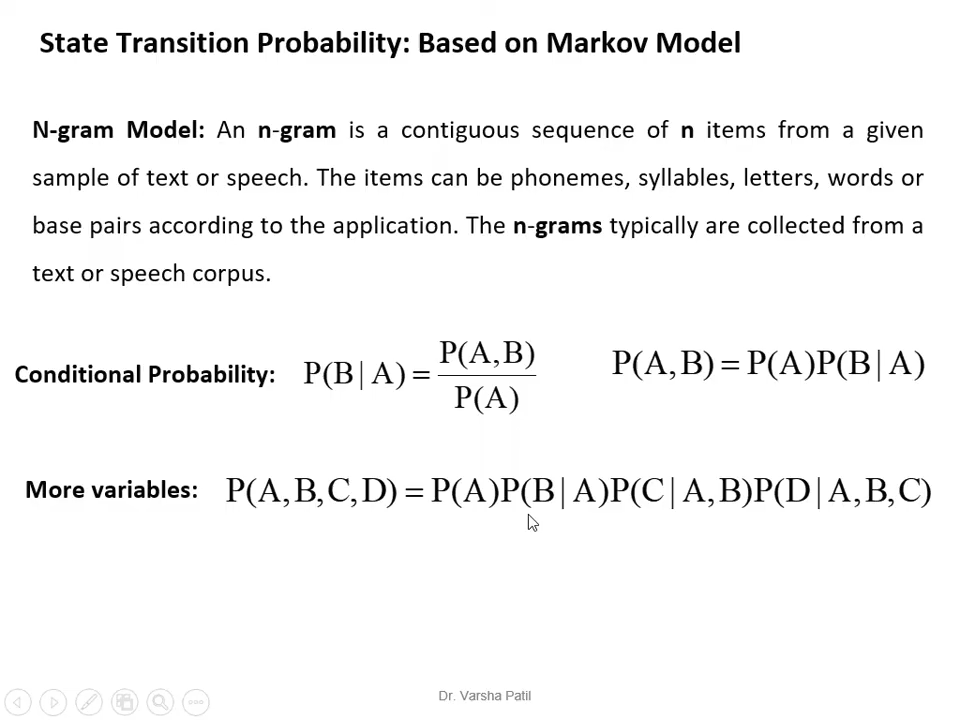 State Transition Probability: Based on Markov Model
N-gram Model: An n-gram is a contiguous sequence of n items from a given
sample of text or speech. The items can be phonemes, syllables, letters, words or
base pairs according to the application. The n-grams typically are collected from a
text or speech corpus.
Conditional Probability: P(B | A) = P(A,B) / P(A) P(A,B) = P(A)P(B | A)
More variables: P(A,B,C,D) = P(A)P(B | A)P(C | A,B)P(D | A,B,C)
Dr. Varsha Patil